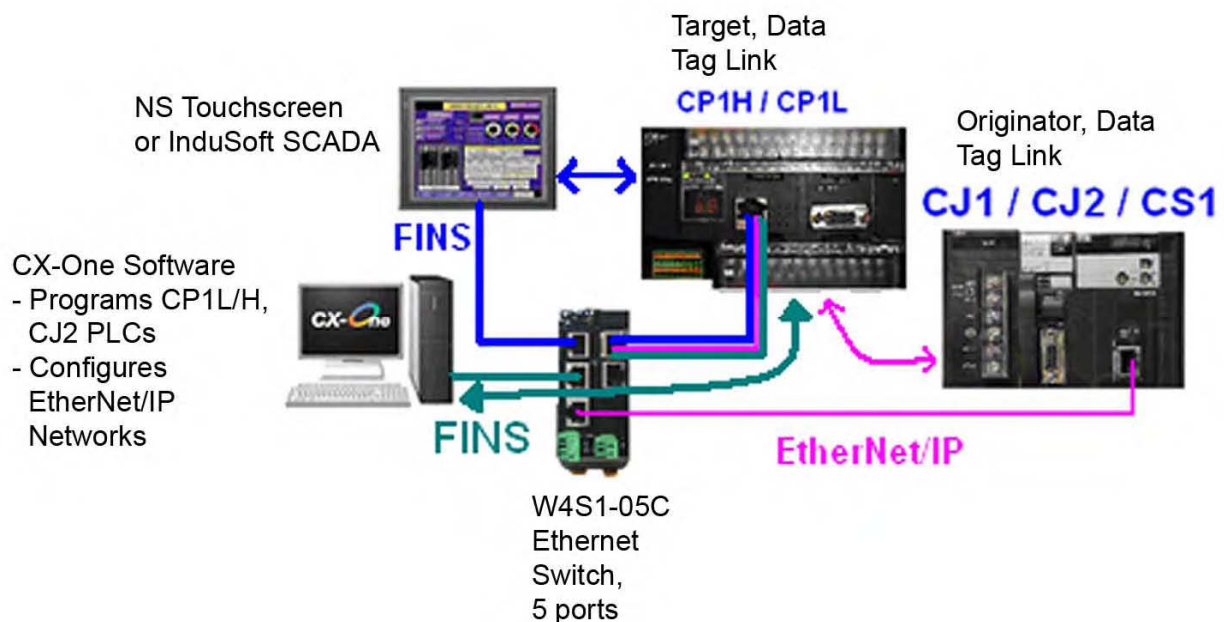 Target, Data
Tag Link
CP1H / CP1L
NS Touchscreen
or InduSoft SCADA
Originator, Data
Tag Link
CJ1 / CJ2 / CS1
FINS
CX-One Software
- Programs CP1L/H,
CJ2 PLCs
- Configures
EtherNet/IP
Networks
CX-One
FINS
EtherNet/IP
W4S1-05C
Ethernet
Switch,
5 ports